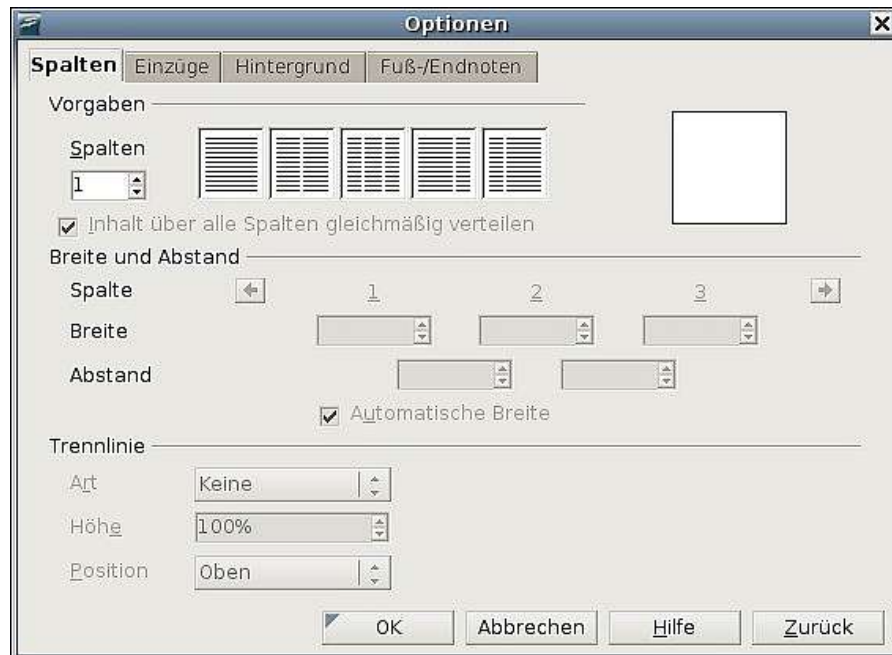 Optionen
Spalten Einzüge Hintergrund Fuß-/Endnoten
Vorgaben
Spalten
1
Inhalt über alle Spalten gleichmäßig verteilen
Breite und Abstand
Spalte 1 2 3
Breite
Abstand
Automatische Breite
Trennlinie
Art Keine
Höhe 100%
Position Oben
OK Abbrechen Hilfe Zurück